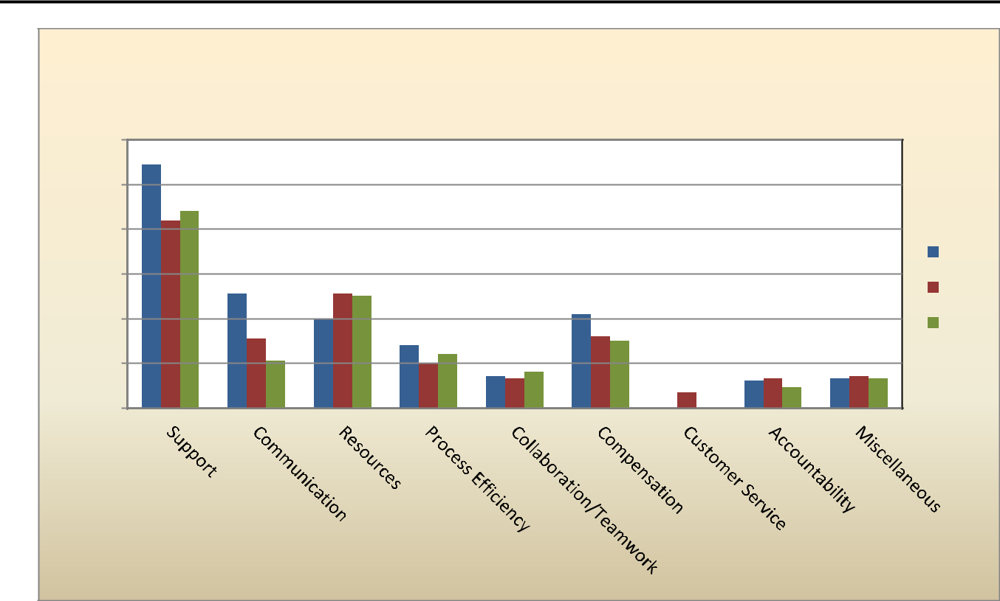 Support
Communication
Resources
Process Efficiency
Collaboration/Teamwork
Compensation
Customer Service
Accountability
Miscellaneous